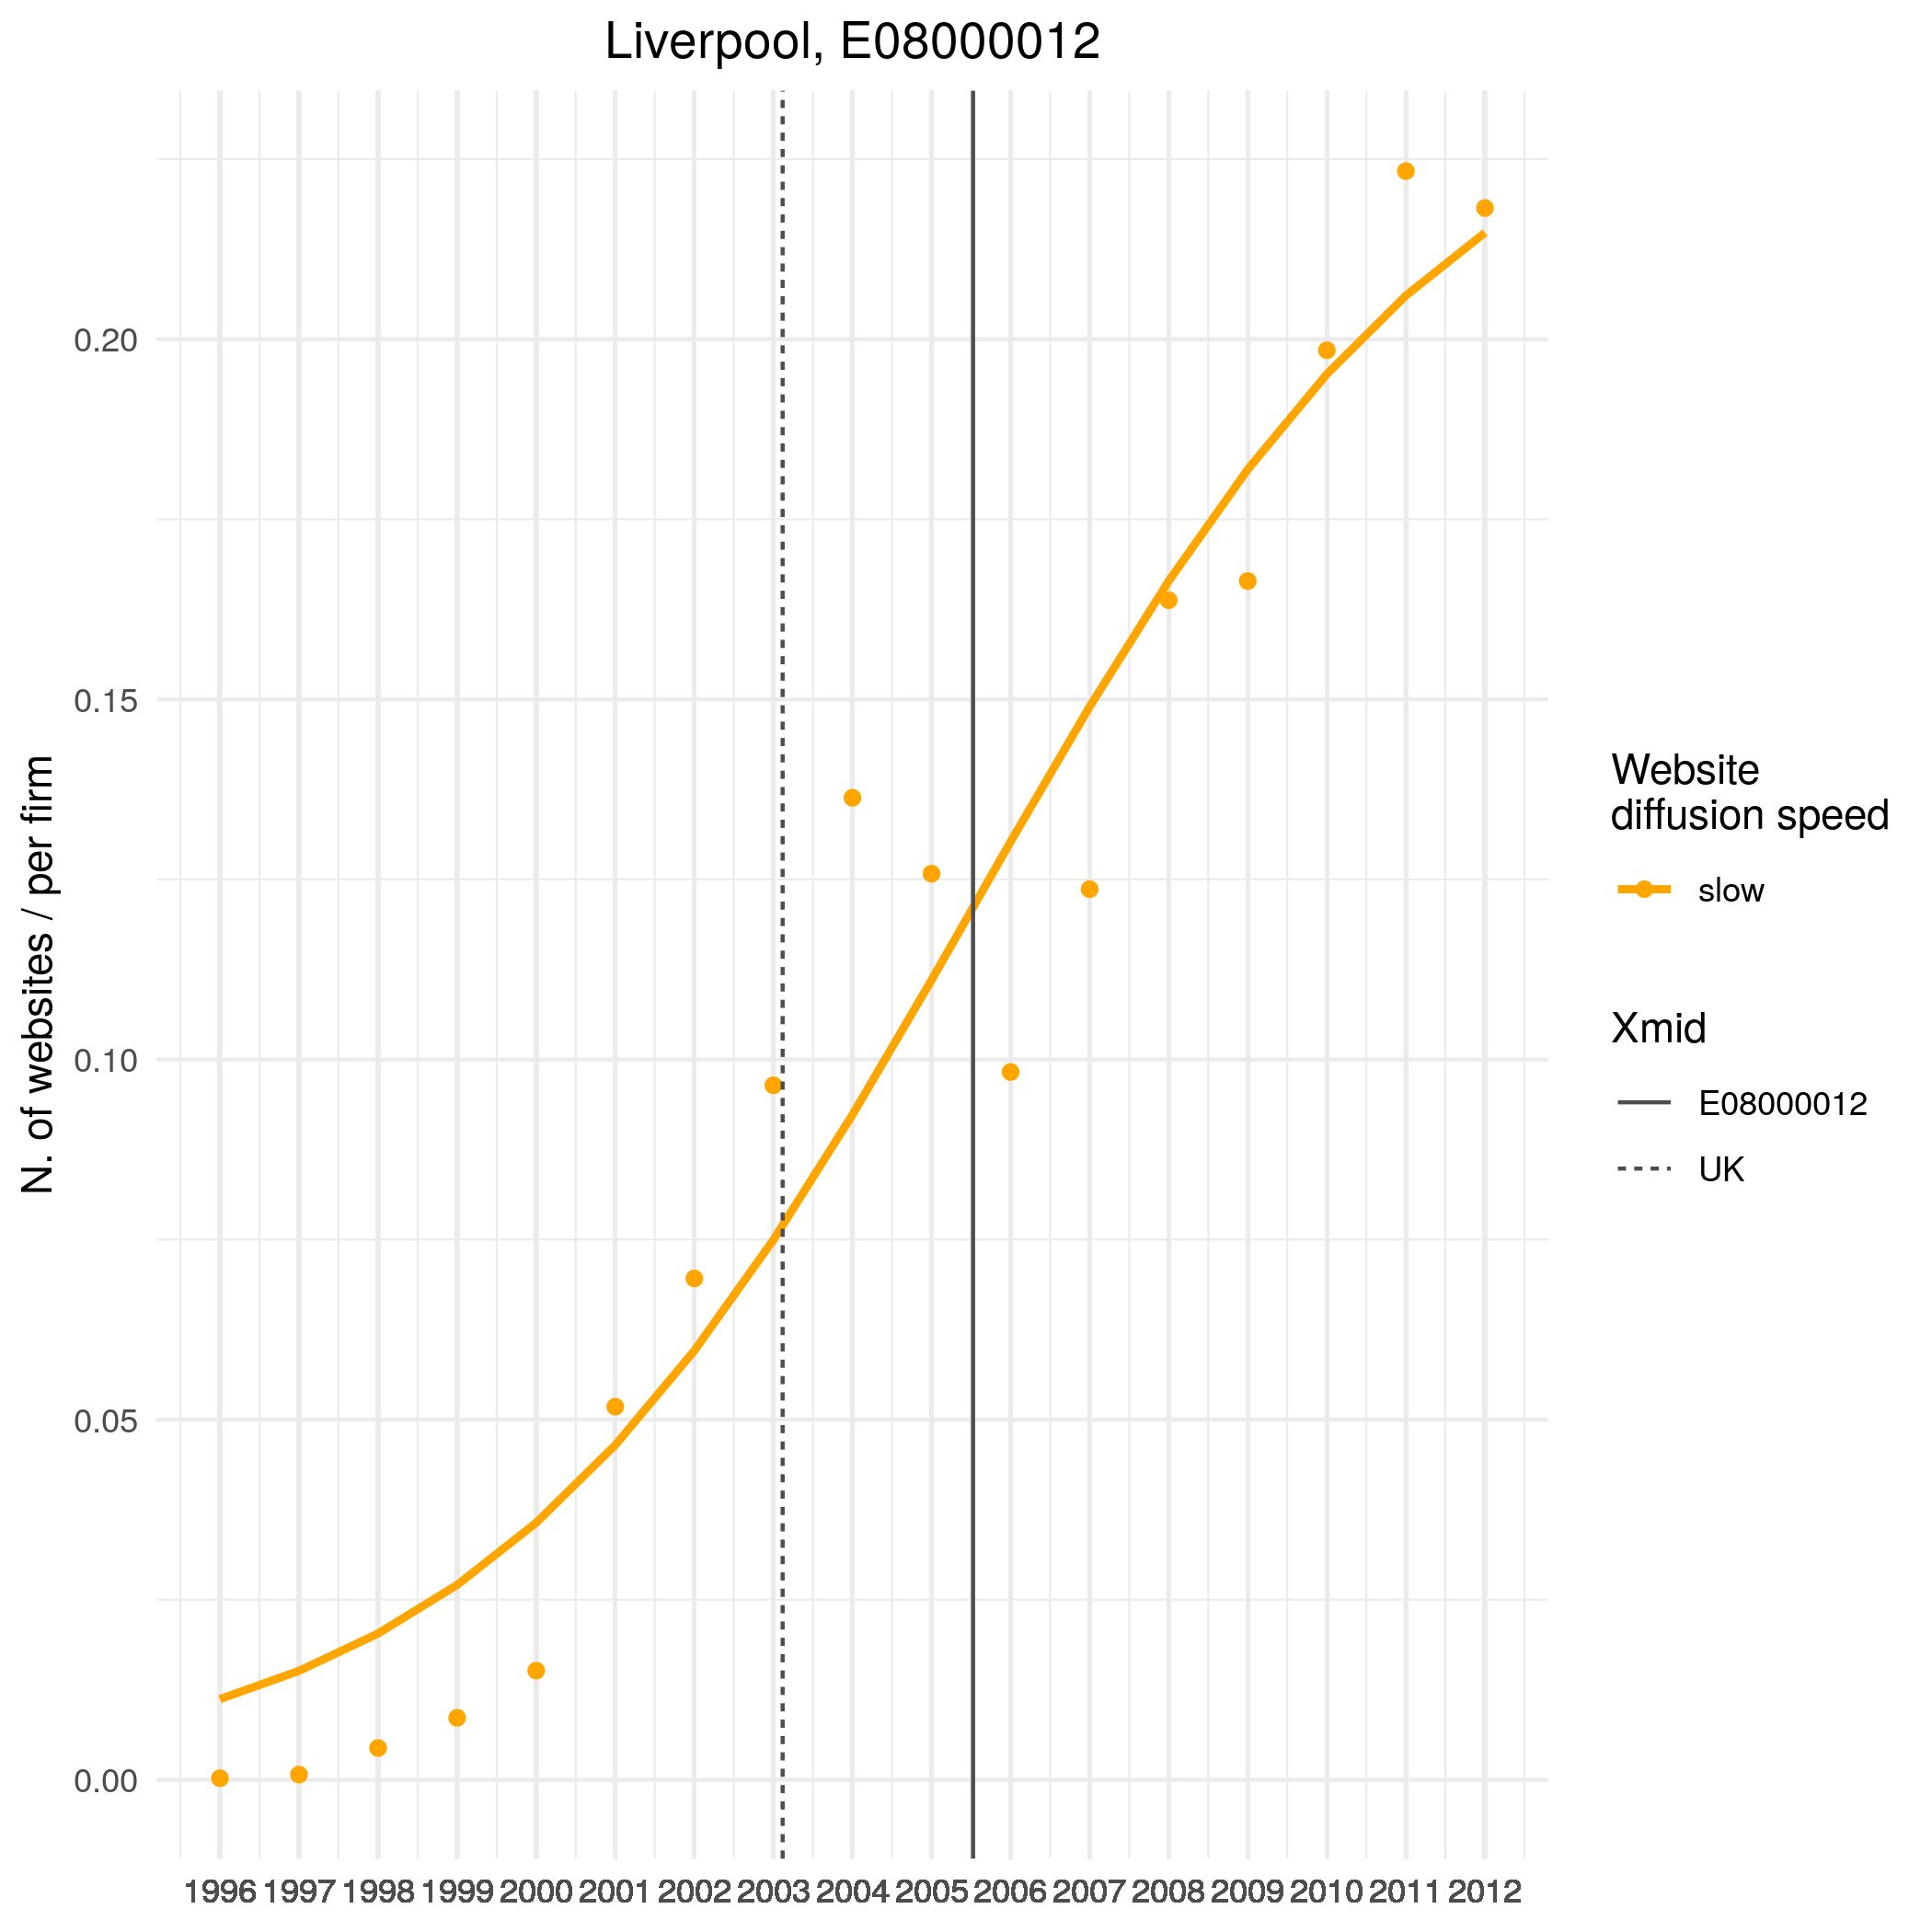 Liverpool, E08000012
N. of websites / per firm
0.20
0.15
0.10
0.05
0.00
1996 1997 1998 1999 2000 2001 2002 2003 2004 2005 2006 2007 2008 2009 2010 2011 2012
Website
diffusion speed
slow
Xmid
E08000012
UK